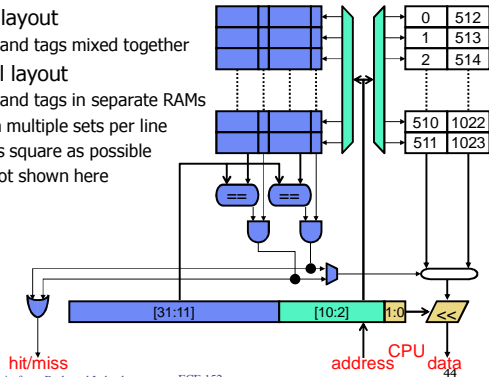 layout
and tags mixed together
layout
and tags in separate RAMs
multiple sets per line
square as possible
ot shown here
0 512
1 513
2 514
510 1022
511 1023
== ==
[31:11] [10:2] 1:0 <<
CPU
hit/miss address data
44